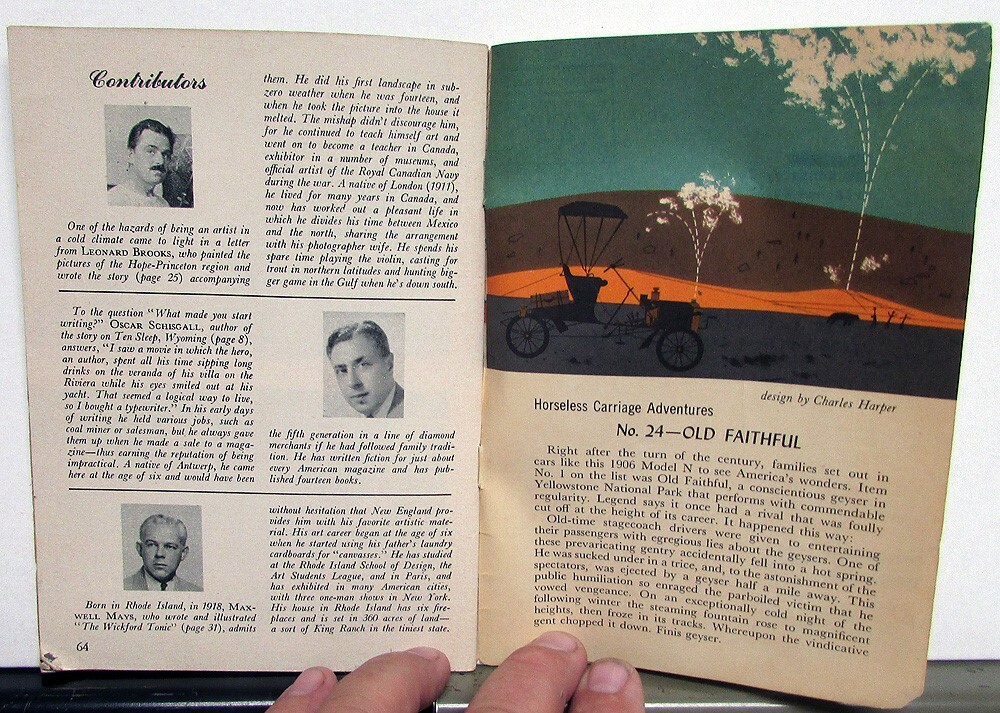 Contributors
One of the hazards of being an artist in
a cold climate came to light in a letter
from LEONARD BROOKS, who painted the
pictures of the Hope-Princeton region and
wrote the story (page 25) accompanying
them. He did his first landscape in sub-
zero weather when he was fourteen, and
when he took the picture into the house it
melted. The mishap didn't discourage him,
for he continued to teach himself art and
went on to become a teacher in Canada,
exhibitor in a number of museums, and
official artist of the Royal Canadian Navy
during the war. A native of London (1911),
he lived for many years in Canada, and
now has worked out a pleasant life in
which he divides his time between Mexico
and the north, sharing the arrangement
with his photographer wife. He spends his
spare time playing the violin, casting for
trout in northern latitudes and hunting big-
ger game in the Gulf when he's down south.
To the question "What made you start
writing?" OSCAR SCHISGALL, author of
the story on Ten Sleep, Wyoming (page 8),
answers, "I saw a movie in which the hero,
an author, spent all his time sipping long
drinks on the veranda of his villa on the
Riviera while his eyes smiled out at his
yacht. That seemed a logical way to live,
so I bought a typewriter." In his early days
of writing he held various jobs, such as
coal miner or salesman, but he always gave
them up when he made a sale to a maga-
zine—thus earning the reputation of being
impractical. A native of Antwerp, he came
here at the age of six and would have been
the fifth generation in a line of diamond
merchants if he had followed family tradi-
tion. He has written fiction for just about
every American magazine and has pub-
lished fourteen books.
Born in Rhode Island, in 1918, MAX-
WELL MAYS, who wrote and illustrated
"The Wickford Tonic" (page 31), admits
without hesitation that New England pro-
vides him with his favorite artistic mate-
rial. His art career began at the age of six
when he started using his father's laundry
cardboards for "canvasses." He has studied
at the Rhode Island School of Design, the
Art Students League, and in Paris, and
has exhibited in many American cities,
with three one-man shows in New York.
His house in Rhode Island has six fire-
places and is set in 360 acres of land—
a sort of King Ranch in the tiniest state.
64
design by Charles Harper
Horseless Carriage Adventures
No. 24—OLD FAITHFUL
Right after the turn of the century, families set out in
cars like this 1906 Model N to see America's wonders. Item
No. 1 on the list was Old Faithful, a conscientious geyser in
Yellowstone National Park that performs with commendable
regularity. Legend says it once had a rival that was foully
cut off at the height of its career. It happened this way:
Old-time stagecoach drivers were given to entertaining
their passengers with egregious lies about the geysers. One of
these prevaricating gentry accidentally fell into a hot spring.
He was sucked under in a trice, and, to the astonishment of the
spectators, was ejected by a geyser half a mile away. This
public humiliation so enraged the parboiled victim that he
vowed vengeance. On an exceptionally cold night of the
following winter the steaming fountain rose to magnificent
heights, then froze in its tracks. Whereupon the vindictive
gent chopped it down. Finis geyser.